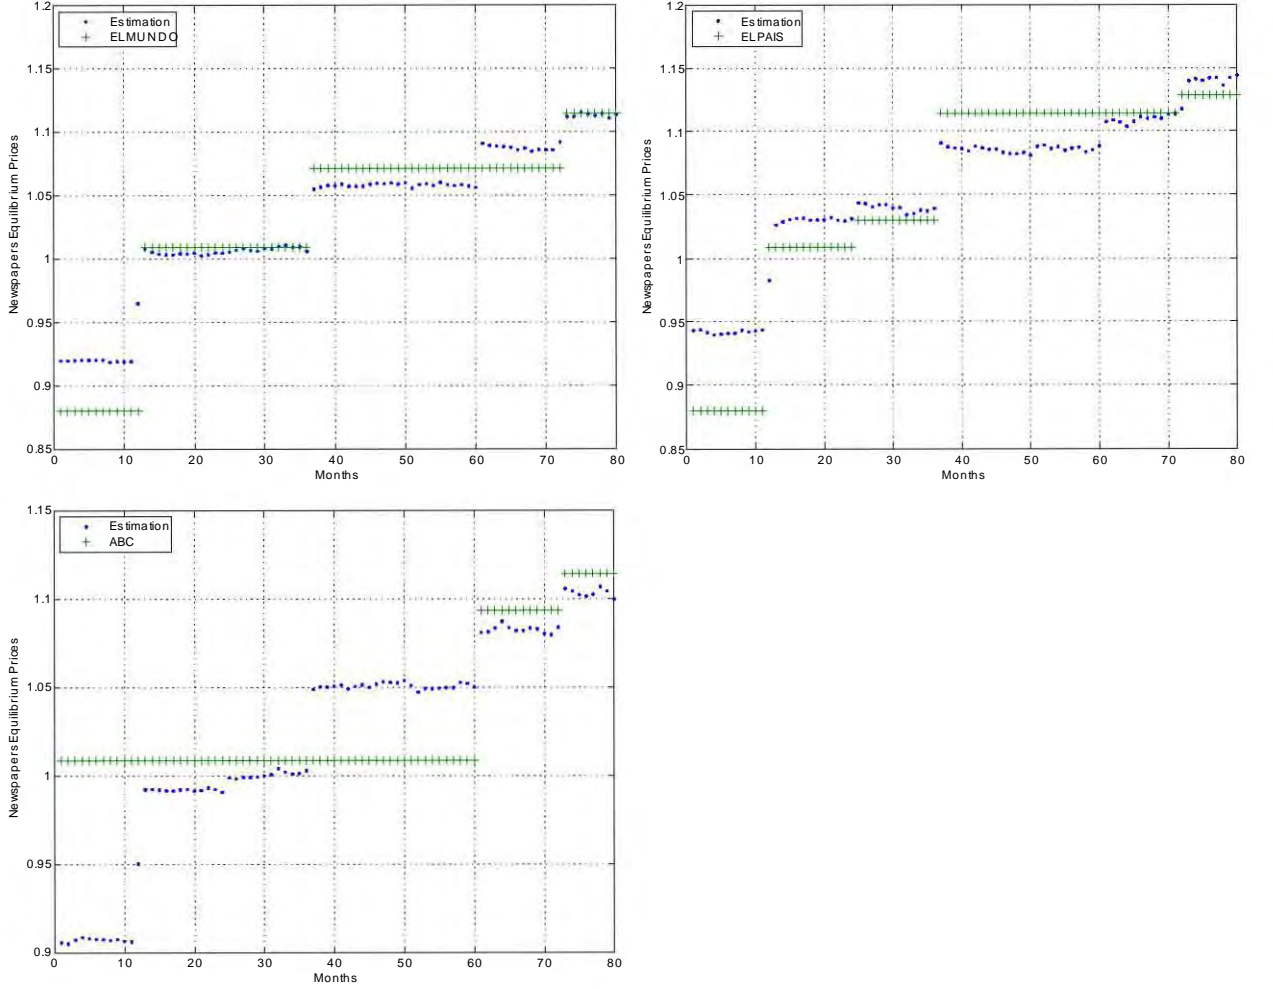 1.2
1.15
1.1
1.05
1
0.95
0.9
0.85
Newspapers Equilibrium Prices
Estimation
ELMUNDO
0 10 20 30 40 50 60 70 80
Months
1.2
1.15
1.1
1.05
1
0.95
0.9
0.85
Newspapers Equilibrium Prices
Estimation
ELPAIS
0 10 20 30 40 50 60 70 80
Months
1.15
1.1
1.05
1
0.95
0.9
Newspapers Equilibrium Prices
Estimation
ABC
0 10 20 30 40 50 60 70 80
Months